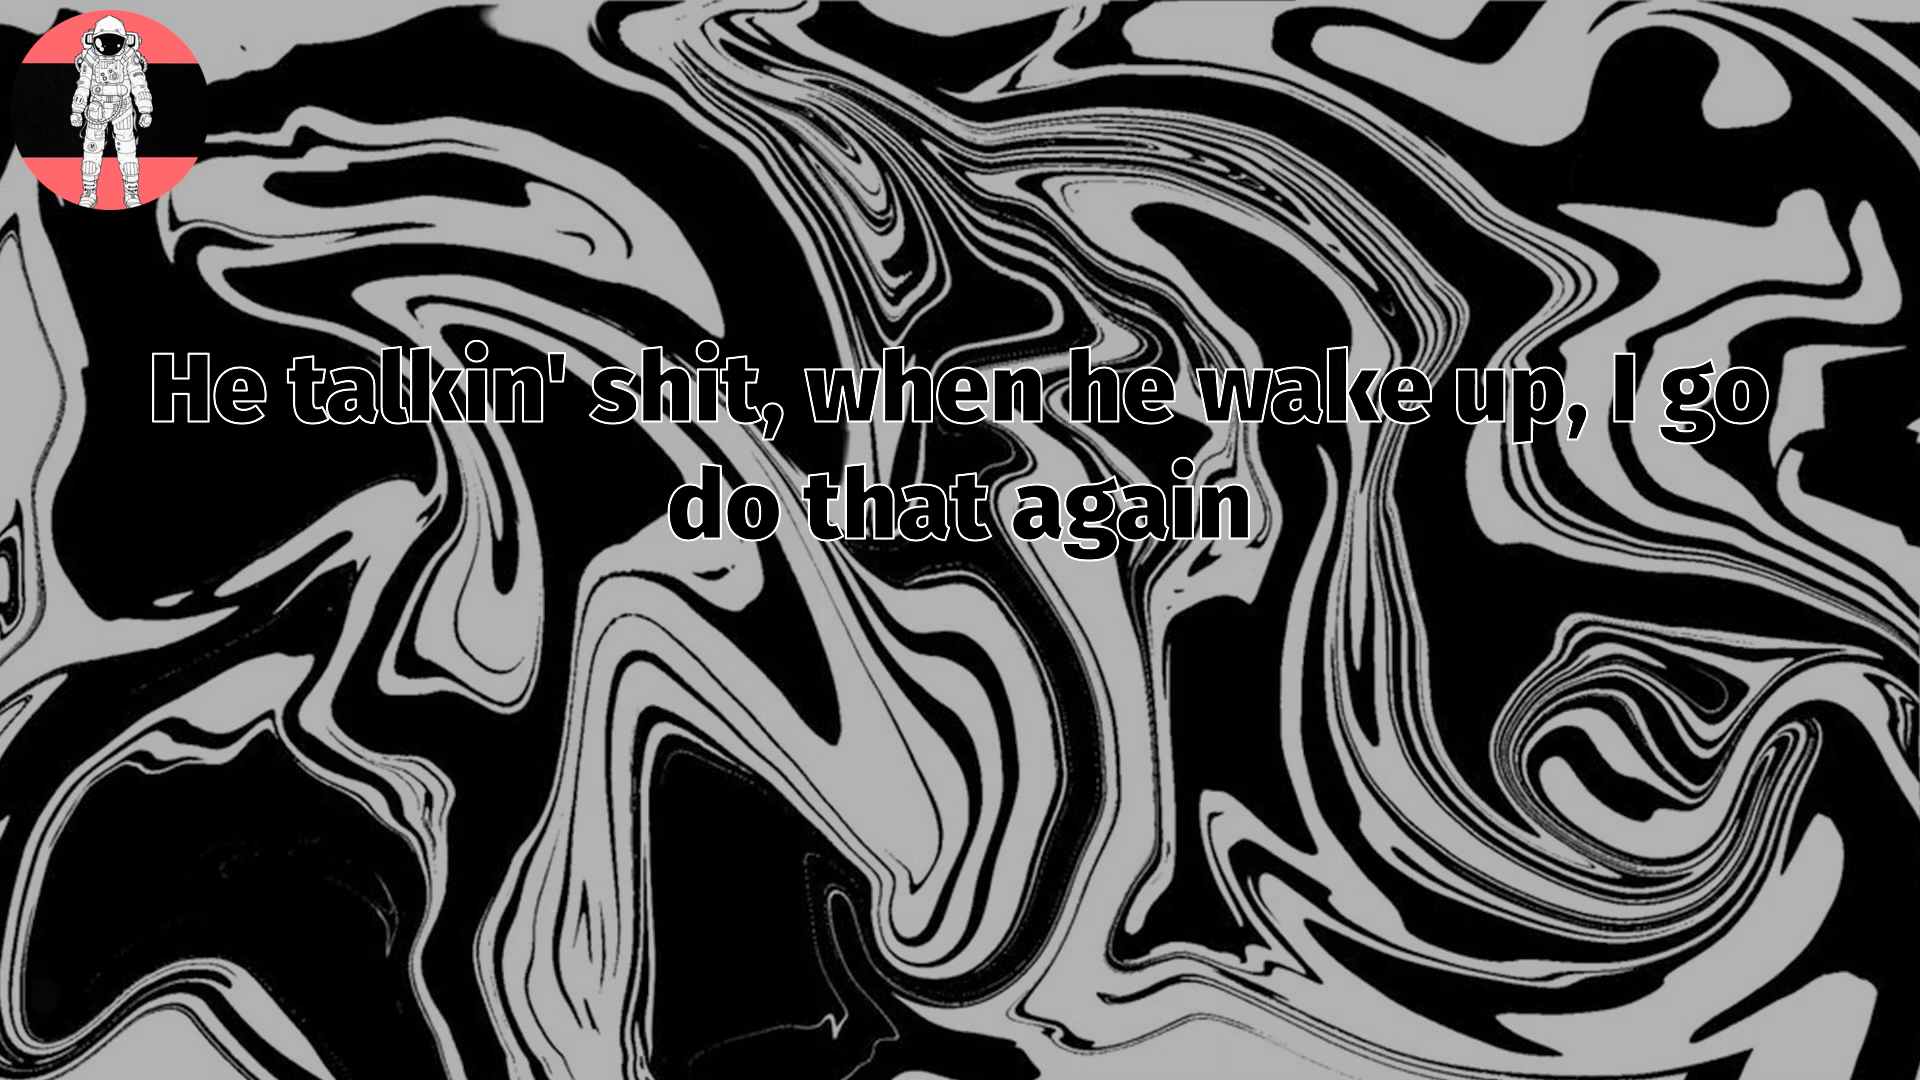 He talkin' shit, when he wake up, I go
do that again